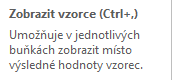 Zobrazit vzorce (Ctrl+,)
Umožňuje v jednotlivých
buňkách zobrazit místo
výsledné hodnoty vzorec.